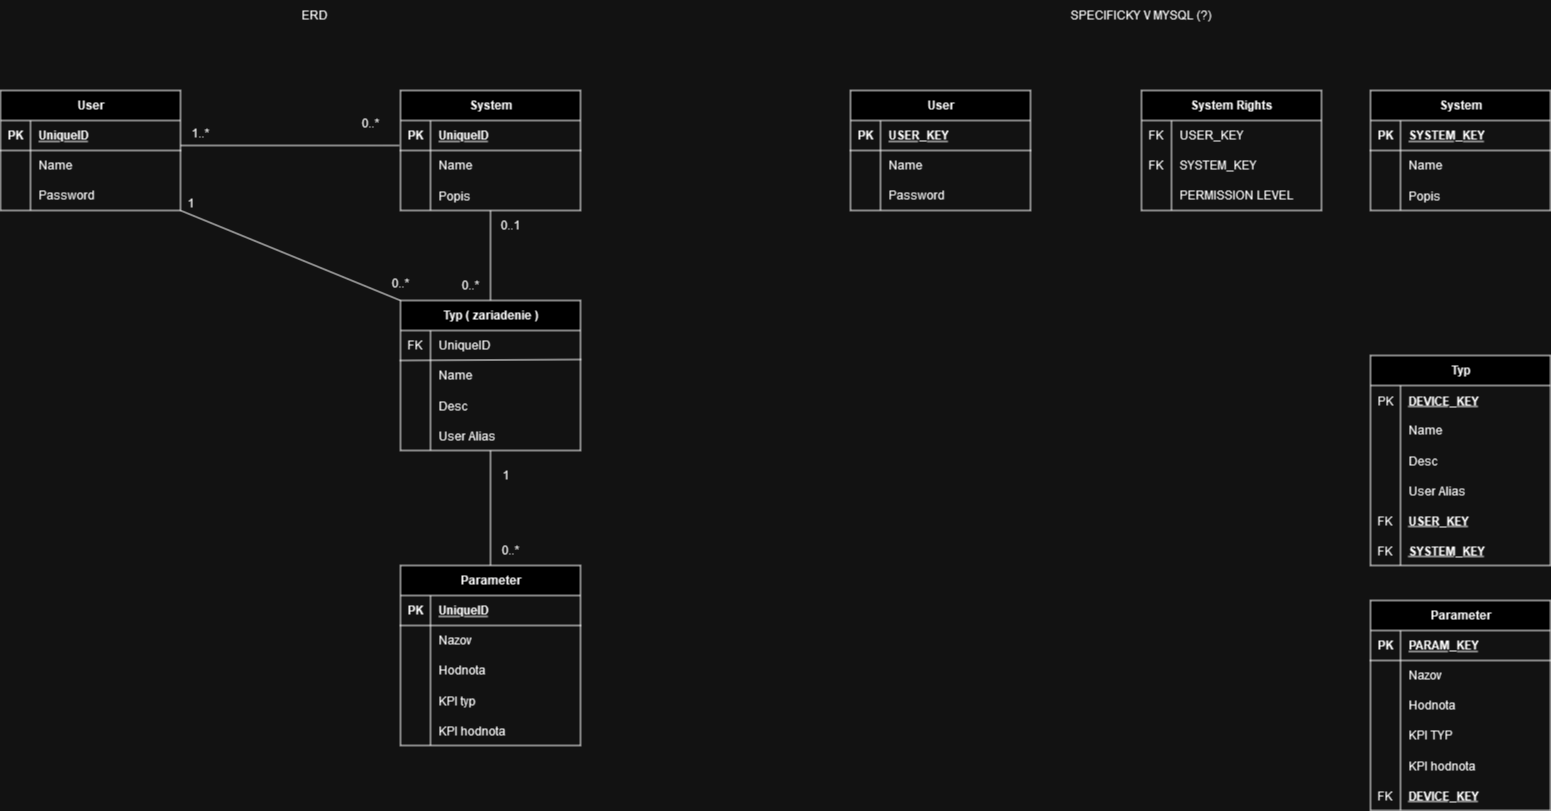 ERD
User
PK UniqueID
Name
Password
1..*
0..*
1
System
PK UniqueID
Name
Popis
0..1
0..*
0..*
Typ ( zariadenie )
FK UniqueID
Name
Desc
User Alias
1
0..*
Parameter
PK UniqueID
Nazov
Hodnota
KPI typ
KPI hodnota
SPECIFICKY V MYSQL (?)
User
PK USER_KEY
Name
Password
System Rights
FK USER_KEY
FK SYSTEM_KEY
PERMISSION LEVEL
System
PK SYSTEM_KEY
Name
Popis
Typ
PK DEVICE_KEY
Name
Desc
User Alias
FK USER_KEY
FK SYSTEM_KEY
Parameter
PK PARAM_KEY
Nazov
Hodnota
KPI TYP
KPI hodnota
FK DEVICE_KEY